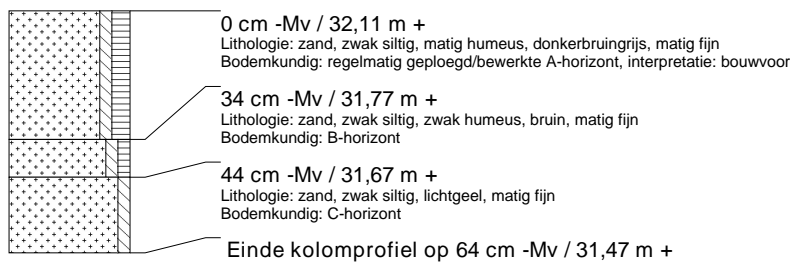 0 cm -Mv / 32,11 m +
Lithologie: zand, zwak siltig, matig humeus, donkerbruingrijs, matig fijn
Bodemkundig: regelmatig geploegd/bewerkte A-horizont, interpretatie: bouwvoor
34 cm -Mv / 31,77 m +
Lithologie: zand, zwak siltig, zwak humeus, bruin, matig fijn
Bodemkundig: B-horizont
44 cm -Mv / 31,67 m +
Lithologie: zand, zwak siltig, lichtgeel, matig fijn
Bodemkundig: C-horizont
Einde kolomprofiel op 64 cm -Mv / 31,47 m +